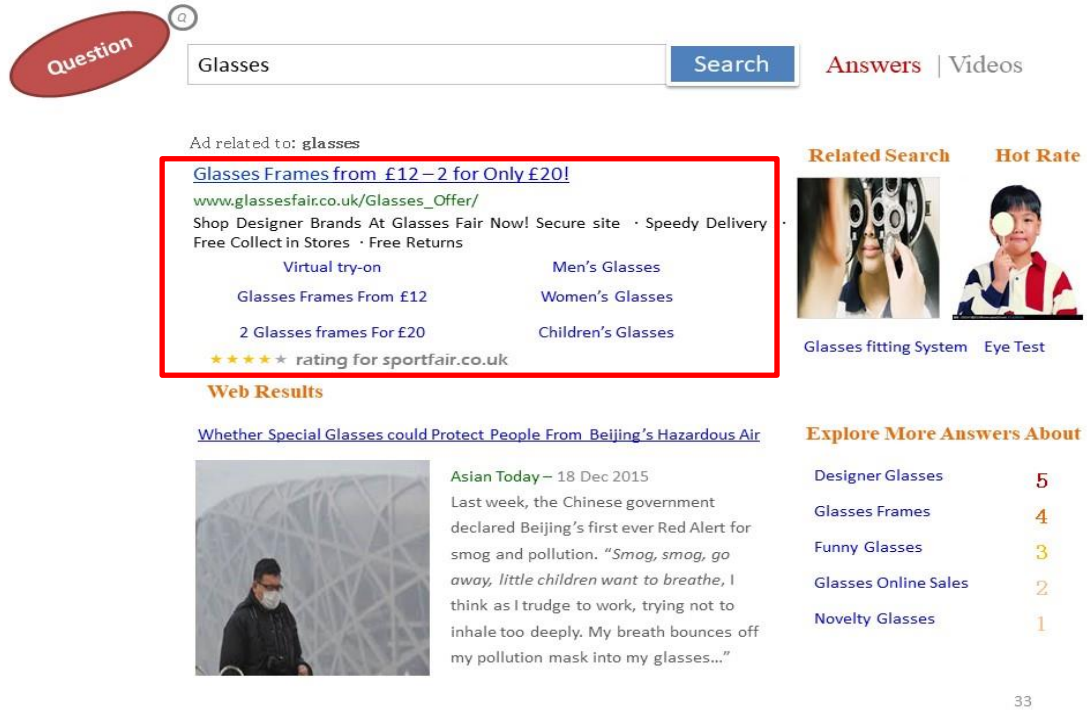 Question
Q
Glasses
Search
Answers | Videos
Ad related to: glasses
Glasses Frames from £12 – 2 for Only £20!
www.glassesfair.co.uk/Glasses_Offer/
Shop Designer Brands At Glasses Fair Now! Secure site · Speedy Delivery ·
Free Collect in Stores · Free Returns
Virtual try-on
Men's Glasses
Glasses Frames From £12
Women's Glasses
2 Glasses frames For £20
Children's Glasses
★★★★★ rating for sportfair.co.uk
Related Search
Hot Rate
Glasses fitting System
Eye Test
Web Results
Whether Special Glasses could Protect People From Beijing's Hazardous Air
Asian Today – 18 Dec 2015
Last week, the Chinese government
declared Beijing's first ever Red Alert for
smog and pollution. "Smog, smog, go
away, little children want to breathe, I
think as I trudge to work, trying not to
inhale too deeply. My breath bounces off
my pollution mask into my glasses…"
Explore More Answers About
Designer Glasses 5
Glasses Frames 4
Funny Glasses 3
Glasses Online Sales 2
Novelty Glasses 1
33